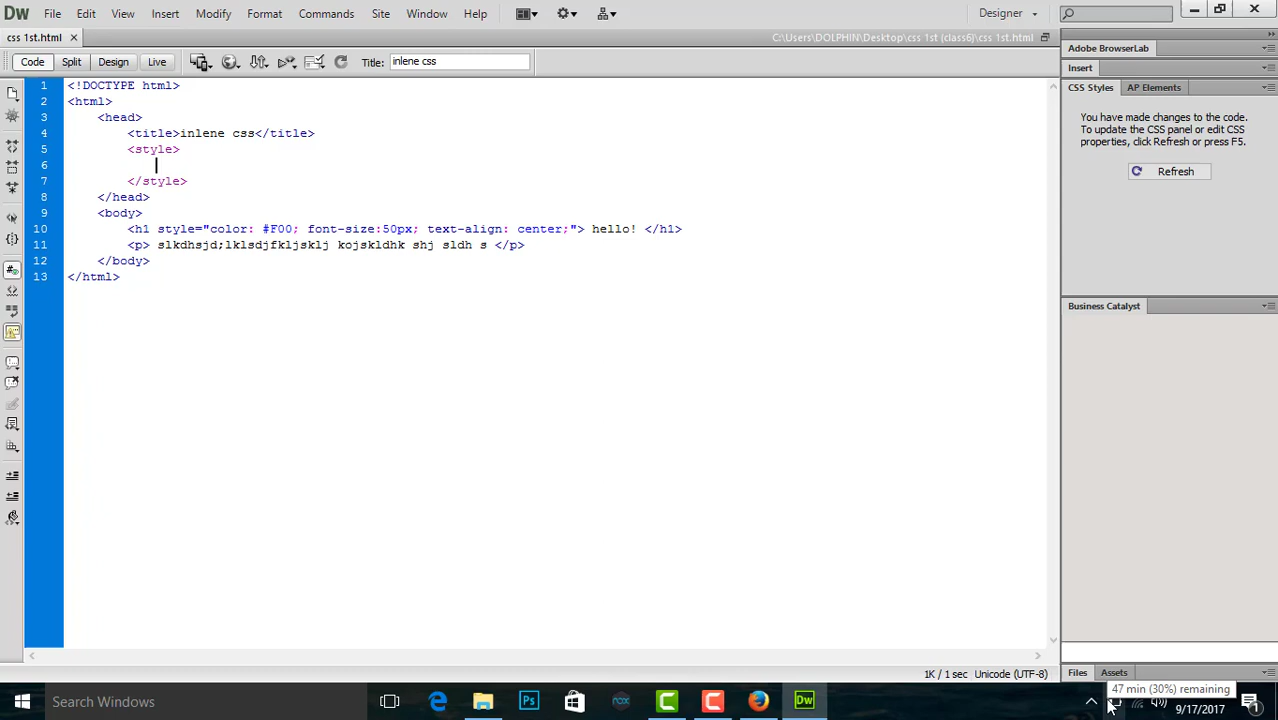 Dw File Edit View Insert Modify Format Commands Site Window Help Designer
css 1st.html C:\Users\DOLPHIN\Desktop\css 1st (class6)\css 1st.html
Code Split Design Live Title: inlene css
1 <!DOCTYPE html>
2 <html>
3 <head>
4 <title>inlene css</title>
5 <style>
6
7 </style>
8 </head>
9 <body>
10 <h1 style="color: #F00; font-size:50px; text-align: center;"> hello! </h1>
11 <p> slkdhsjd;lklsdjfkljsklj kojskldhk shj sldh s </p>
12 </body>
13 </html>
Adobe BrowserLab
Insert
CSS Styles AP Elements
You have made changes to the code.
To update the CSS panel or edit CSS
properties, click Refresh or press F5.
Refresh
Business Catalyst
1K / 1 sec Unicode (UTF-8)
Files Assets
47 min (30%) remaining
Search Windows
Ps
nox
Dw
9/17/2017
1